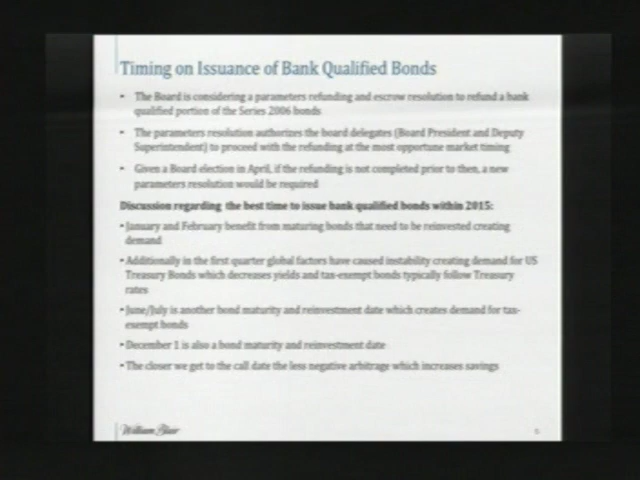 Timing on Issuance of Bank Qualified Bonds
• The Board is considering a parameters refunding and escrow resolution to refund a bank
qualified portion of the Series 2006 bonds
• The parameters resolution authorizes the board delegates (Board President and Deputy
Superintendent) to proceed with the refunding at the most opportune market timing
• Given a Board election in April, if the refunding is not completed prior to then, a new
parameters resolution would be required
Discussion regarding the best time to issue bank qualified bonds within 2015:
• January and February benefit from maturing bonds that need to be reinvested creating
demand
• Additionally in the first quarter global factors have caused instability creating demand for US
Treasury Bonds which decreases yields and tax-exempt bonds typically follow Treasury
rates
• June/July is another bond maturity and reinvestment date which creates demand for tax-
exempt bonds
• December 1 is also a bond maturity and reinvestment date
• The closer we get to the call date the less negative arbitrage which increases savings
William Blair